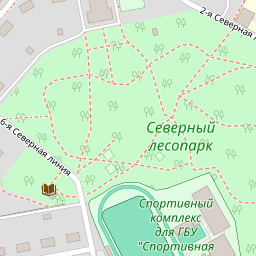 2-я Северная л
6-я Северная линия
Северный
лесопарк
Спортивный
комплекс
для ГБУ
"Спортивная